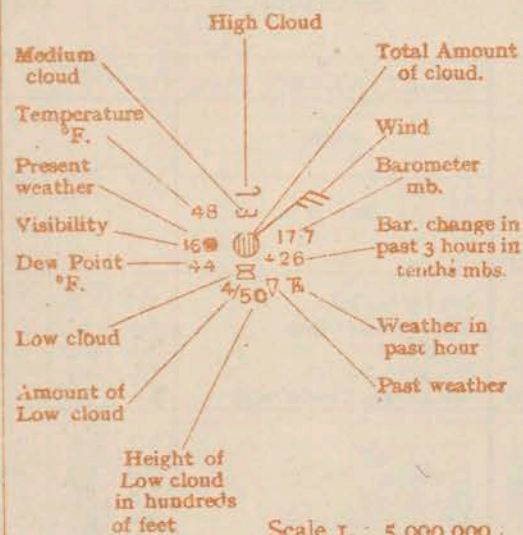 High Cloud
Medium
cloud
Total Amount
of cloud.
Temperature
°F.
Wind
Present
weather
Barometer
mb.
Visibility
Bar. change in
past 3 hours in
tenths mbs.
Dew Point
°F.
48
17.7
+26
44
4/50
Low cloud
Weather in
past hour
Amount of
Low cloud
Past weather
Height of
Low cloud
in hundreds
of feet
Scale 1 : 5,000,000